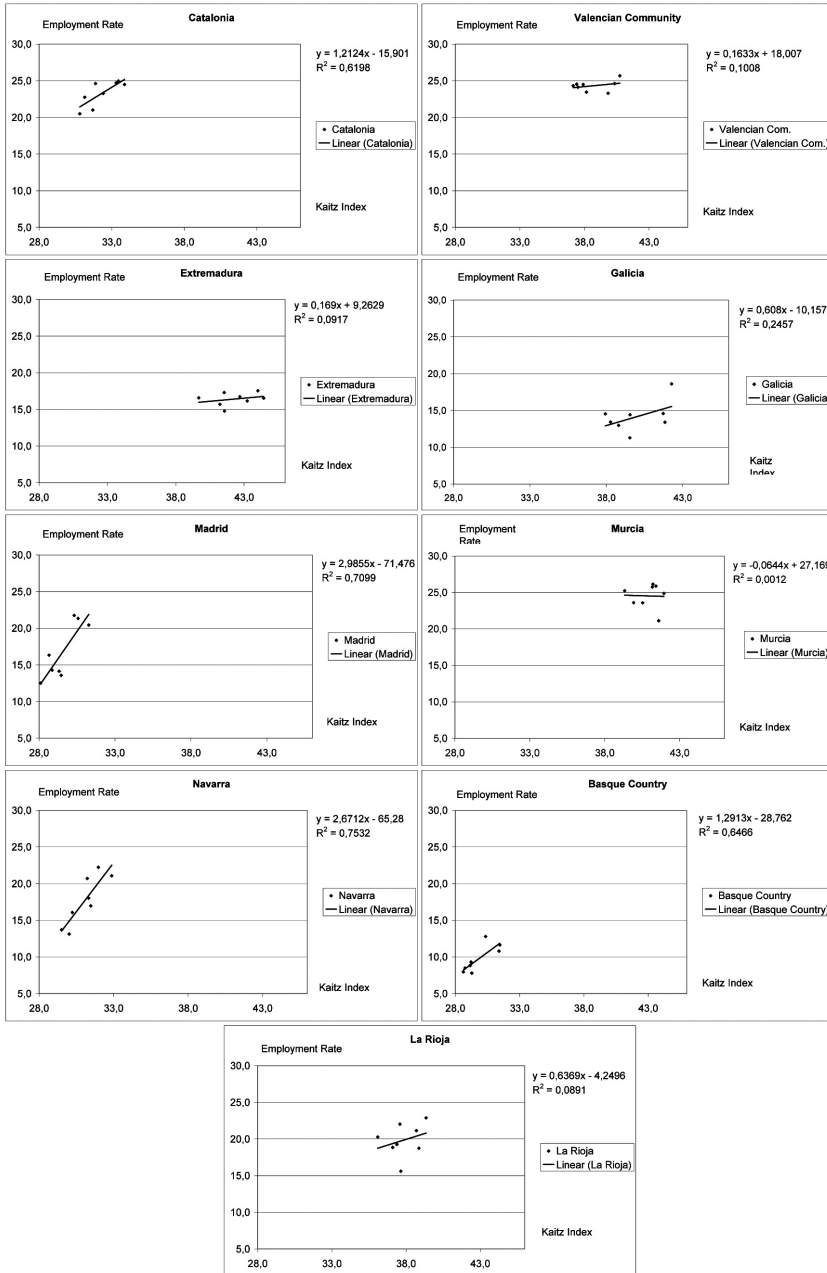 Catalonia
Employment Rate
30,0
25,0
20,0
15,0
10,0
5,0
28,0 33,0 38,0 43,0
y = 1,2124x - 15,901
R² = 0,6198
Catalonia
Linear (Catalonia)
Kaitz Index
Valencian Community
Employment Rate
30,0
25,0
20,0
15,0
10,0
5,0
28,0 33,0 38,0 43,0
y = 0,1633x + 18,007
R² = 0,1008
Valencian Com.
Linear (Valencian Com.)
Kaitz Index
Extremadura
Employment Rate
30,0
25,0
20,0
15,0
10,0
5,0
28,0 33,0 38,0 43,0
y = 0,169x + 9,2629
R² = 0,0917
Extremadura
Linear (Extremadura)
Kaitz Index
Galicia
Employment Rate
30,0
25,0
20,0
15,0
10,0
5,0
28,0 33,0 38,0 43,0
y = 0,608x - 10,157
R² = 0,2457
Galicia
Linear (Galicia
Kaitz
Index
Madrid
Employment Rate
30,0
25,0
20,0
15,0
10,0
5,0
28,0 33,0 38,0 43,0
y = 2,9855x - 71,476
R² = 0,7099
Madrid
Linear (Madrid)
Kaitz Index
Murcia
Employment
Rate
30,0
25,0
20,0
15,0
10,0
5,0
28,0 33,0 38,0 43,0
y = -0,0644x + 27,169
R² = 0,0012
Murcia
Linear (Murcia)
Kaitz Index
Navarra
Employment Rate
30,0
25,0
20,0
15,0
10,0
5,0
28,0 33,0 38,0 43,0
y = 2,6712x - 65,28
R² = 0,7532
Navarra
Linear (Navarra)
Kaitz Index
Basque Country
Employment Rate
30,0
25,0
20,0
15,0
10,0
5,0
28,0 33,0 38,0 43,0
y = 1,2913x - 28,762
R² = 0,6466
Basque Country
Linear (Basque Country)
Kaitz Index
La Rioja
Employment Rate
30,0
25,0
20,0
15,0
10,0
5,0
28,0 33,0 38,0 43,0
y = 0,6369x - 4,2496
R² = 0,0891
La Rioja
Linear (La Rioja)
Kaitz Index